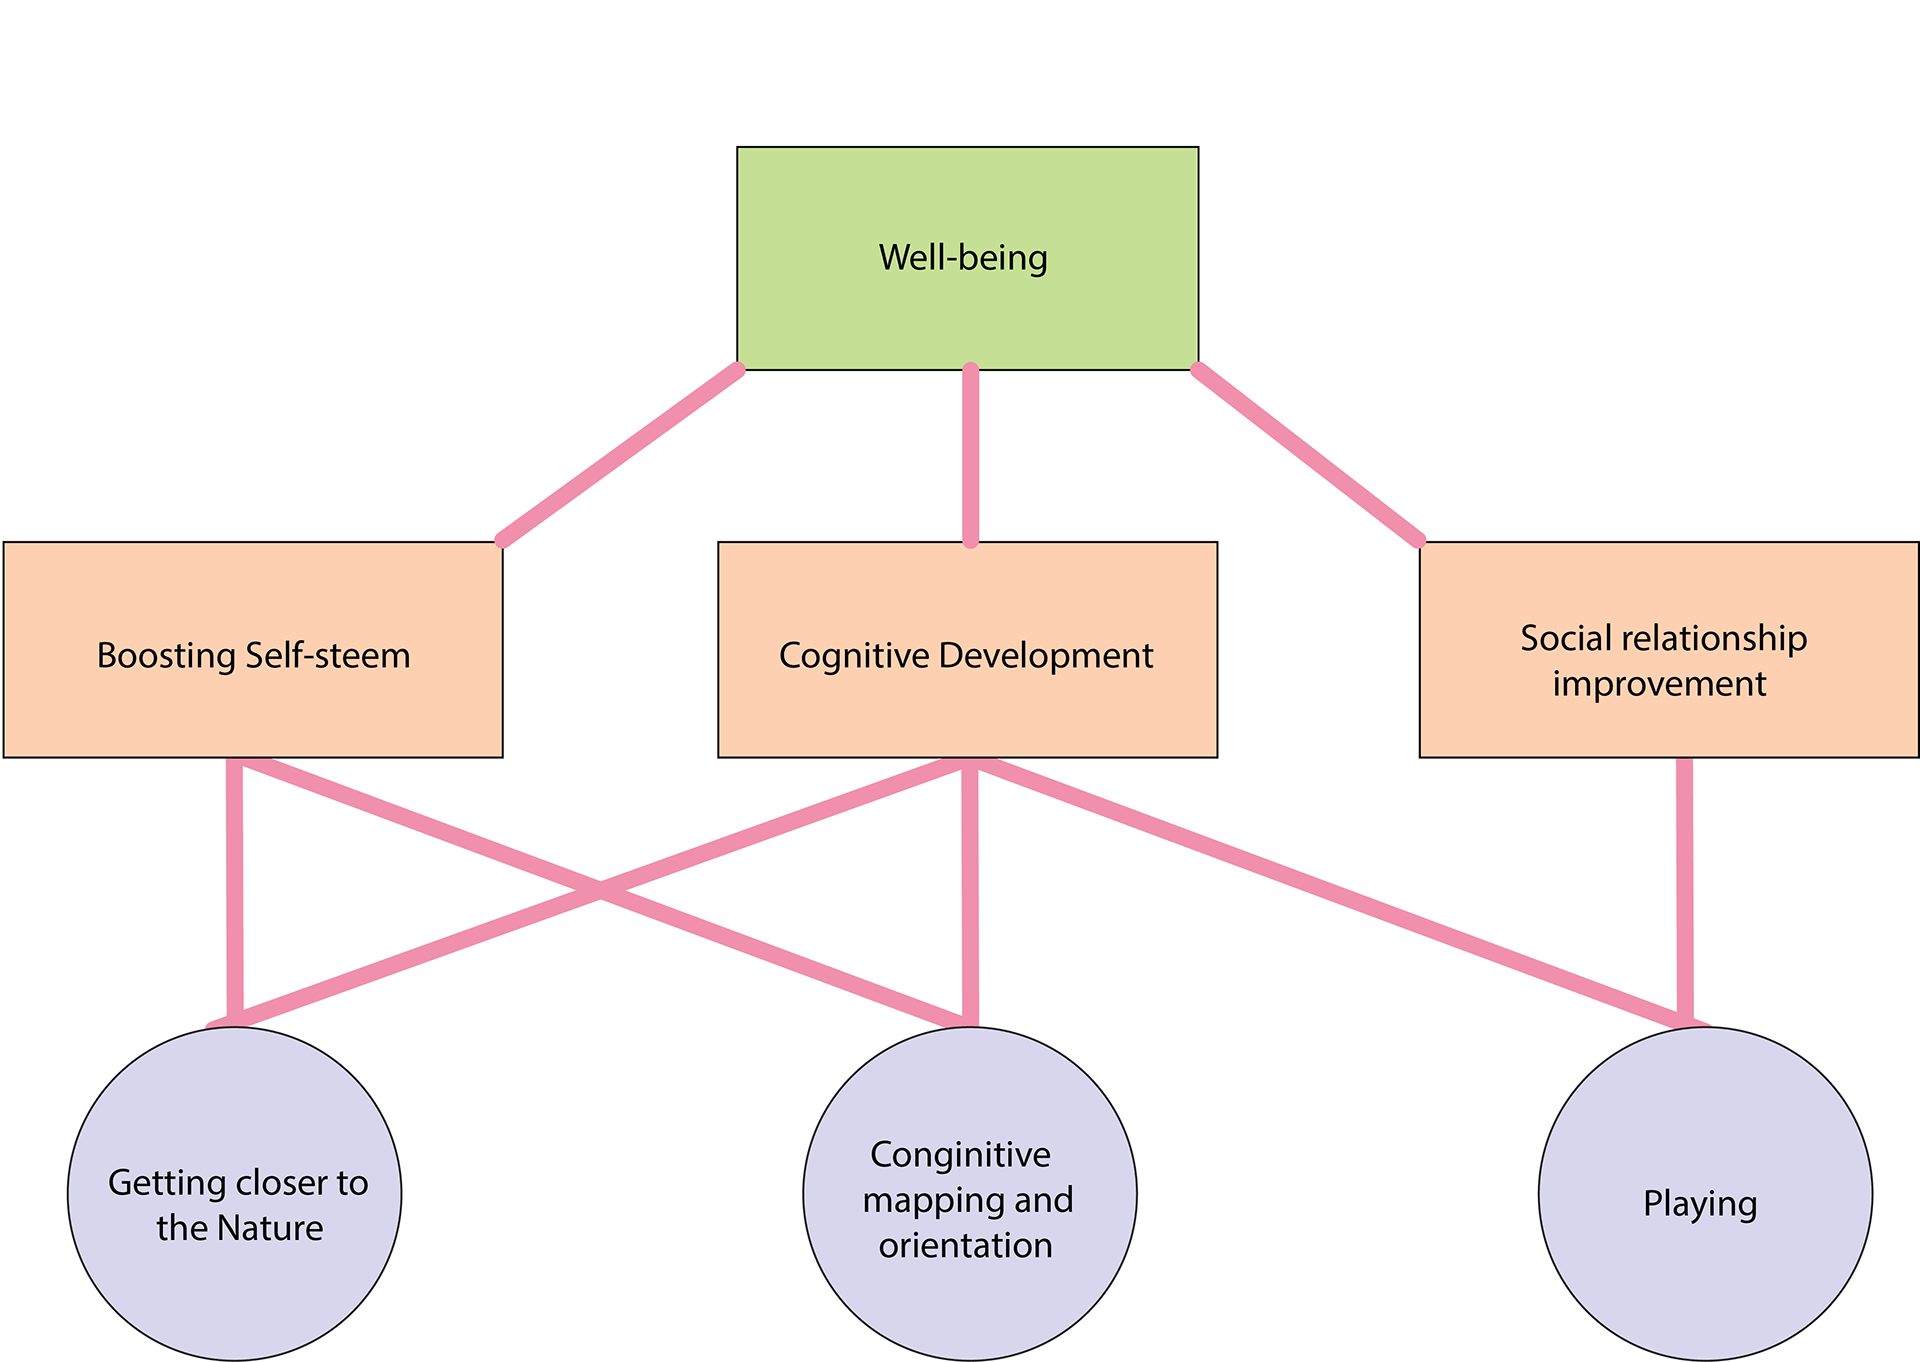 Well-being
Boosting Self-steem
Cognitive Development
Social relationship
improvement
Getting closer to
the Nature
Conginitive
mapping and
orientation
Playing